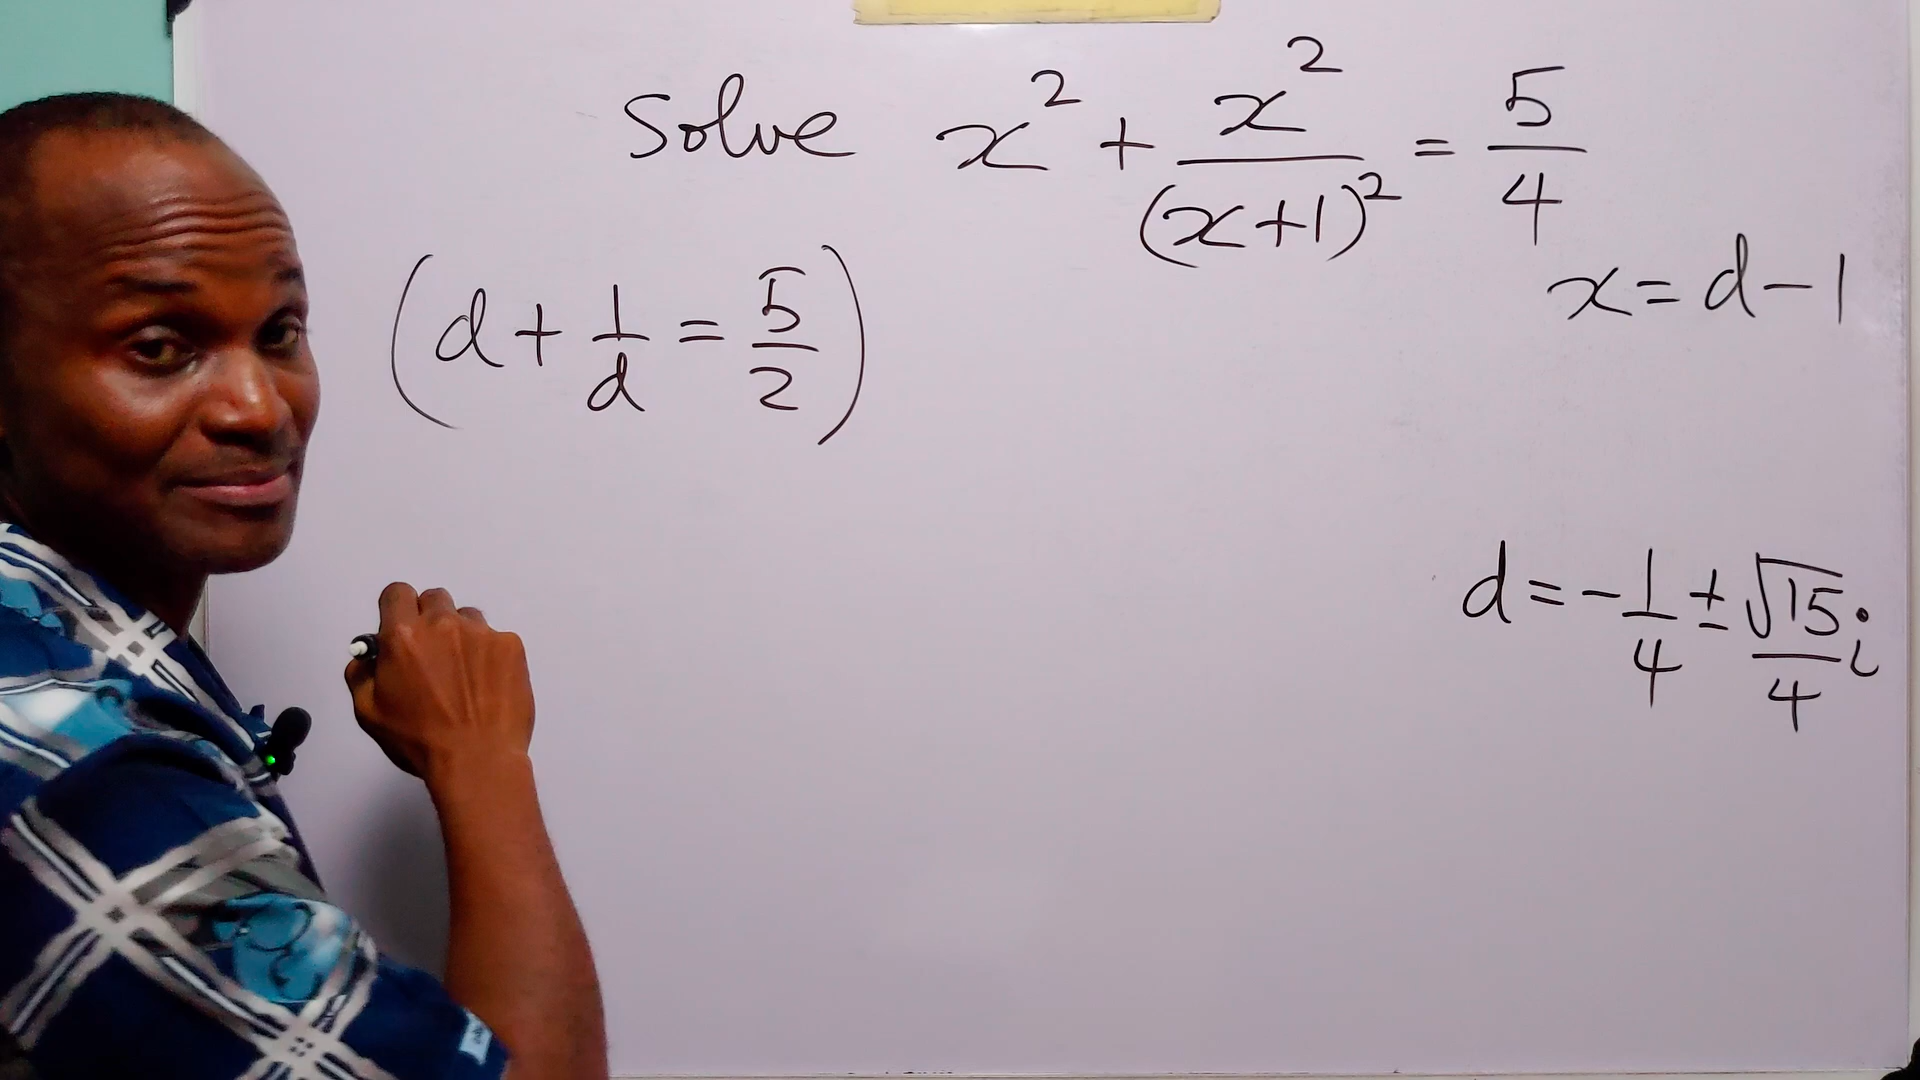 Solve x² + x²/(x+1)² = 5/4
x = d - 1
(d + 1/d = 5/2)
d = -1/4 ± √15/4 i